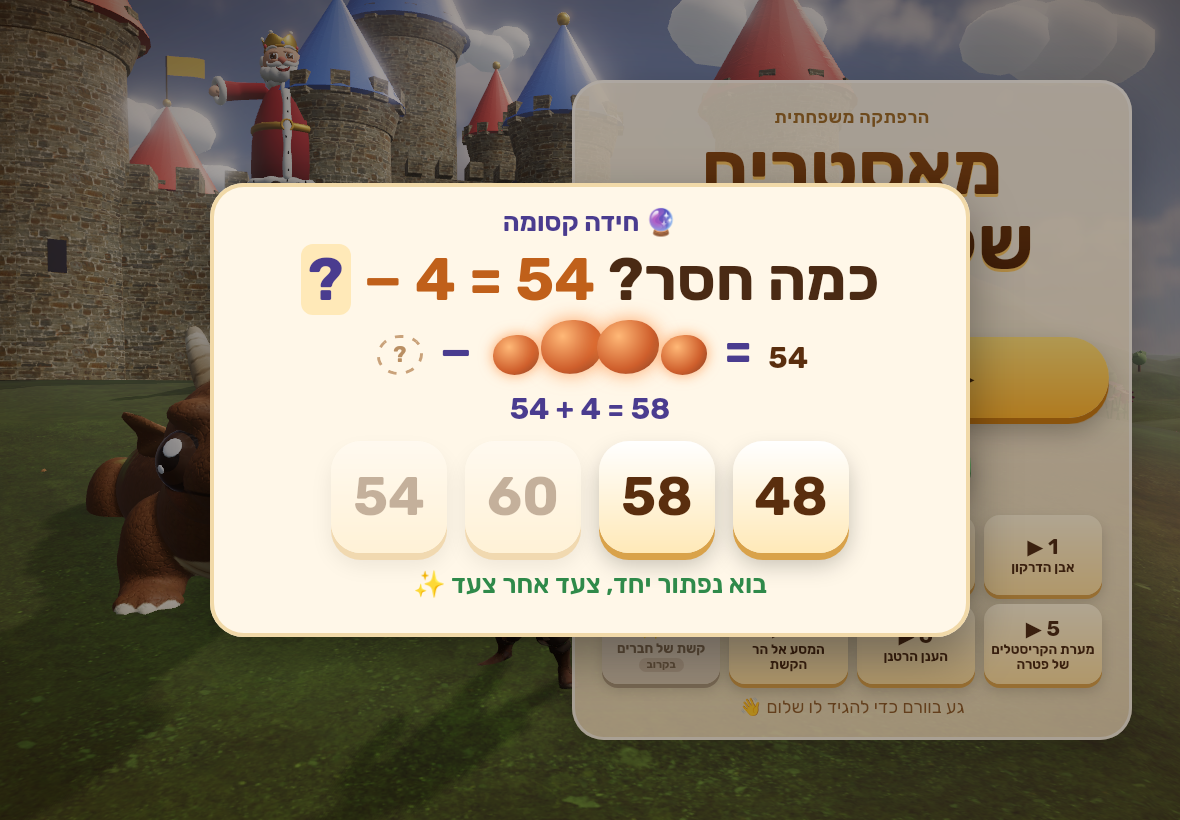 הרפתקה משפחתית
מאסטרים
🔮 חידה קסומה
כמה חסר? ? − 4 = 54
? − = 54
54 + 4 = 58
54 60 58 48
בוא נפתור יחד, צעד אחר צעד ✨
▶ 1
אבן הדרקון
▶ 5
מערת הקריסטלים
של פטרה
הענן הרטנן
המסע אל הר
הקשת
קשת של חברים
בקרוב
גע בוורם כדי להגיד לו שלום 👋